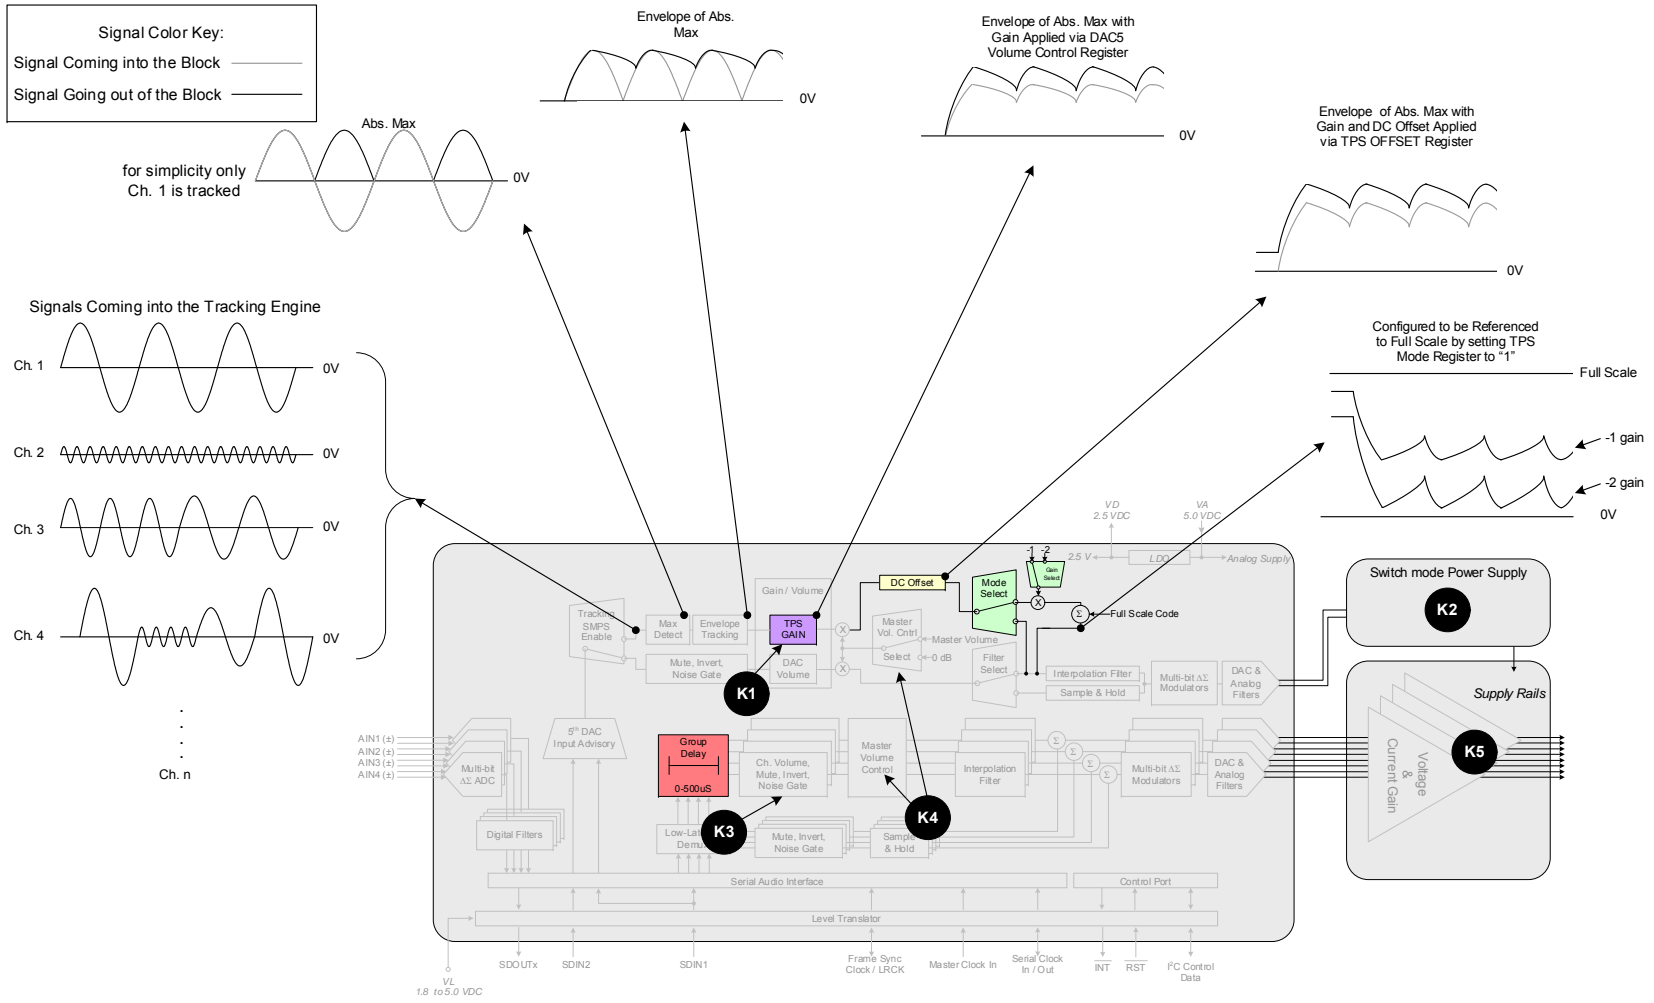 Signal Color Key:
Signal Coming into the Block
Signal Going out of the Block
Envelope of Abs.
Max
0V
Envelope of Abs. Max with
Gain Applied via DAC5
Volume Control Register
0V
Envelope of Abs. Max with
Gain and DC Offset Applied
via TPS OFFSET Register
0V
Abs. Max
for simplicity only
Ch. 1 is tracked
0V
Signals Coming into the Tracking Engine
Ch. 1
0V
Ch. 2
0V
Ch. 3
0V
Ch. 4
0V
Ch. n
Configured to be Referenced
to Full Scale by setting TPS
Mode Register to “1”
Full Scale
-1 gain
-2 gain
0V
VD
2.5 VDC
VA
5.0 VDC
2.5 V
LDO
Analog Supply
-1 -2
Gain
Select
Mode
Select
DC Offset
X
Σ
Full Scale Code
Gain / Volume
Tracking
SMPS
Enable
Max
Detect
Envelope
Tracking
TPS
GAIN
X
Master
Vol. Cntrl
Select
Master Volume
0 dB
Mute, Invert,
Noise Gate
DAC
Volume
X
Filter
Select
Interpolation Filter
Sample & Hold
Multi-bit ΔΣ
Modulators
DAC &
Analog
Filters
K1
Switch mode Power Supply
K2
Supply Rails
Voltage
&
Current Gain
K5
AIN1 (±)
AIN2 (±)
AIN3 (±)
AIN4 (±)
Multi-bit
ΔΣ ADC
5th DAC
Input Advisory
Group
Delay
0-500uS
Ch. Volume,
Mute, Invert,
Noise Gate
Master
Volume
Control
Interpolation
Filter
Σ
Σ
Σ
Σ
Multi-bit ΔΣ
Modulators
DAC &
Analog
Filters
K3
K4
Digital Filters
Mute, Invert,
Noise Gate
& Hold
Serial Audio Interface
Control Port
Level Translator
VL
1.8 to 5.0 VDC
SDOUTx
SDIN2
SDIN1
Frame Sync
Clock / LRCK
Master Clock In
Serial Clock
In / Out
INT
RST
I²C Control
Data